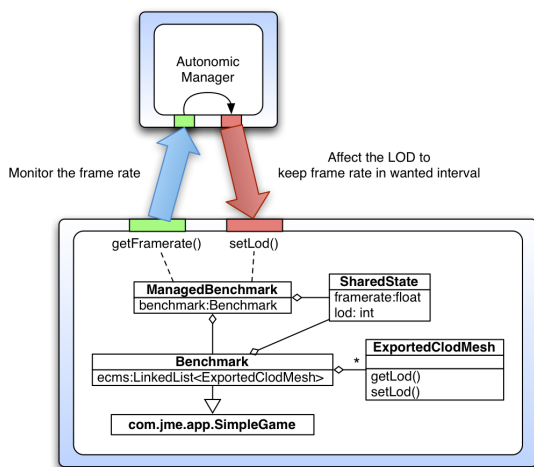 Autonomic
Manager
Monitor the frame rate
Affect the LOD to
keep frame rate in wanted interval
getFramerate()
setLod()
ManagedBenchmark
benchmark:Benchmark
SharedState
framerate:float
lod: int
Benchmark
ecms:LinkedList<ExportedClodMesh>
*
ExportedClodMesh
getLod()
setLod()
com.jme.app.SimpleGame